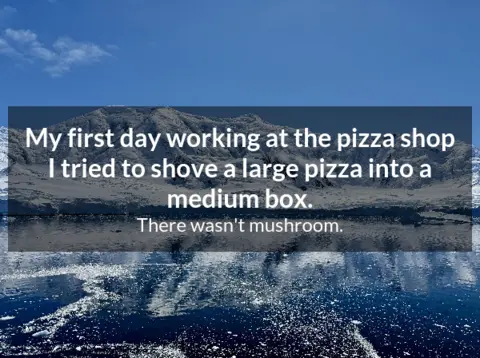 My first day working at the pizza shop
I tried to shove a large pizza into a
medium box.
There wasn't mushroom.